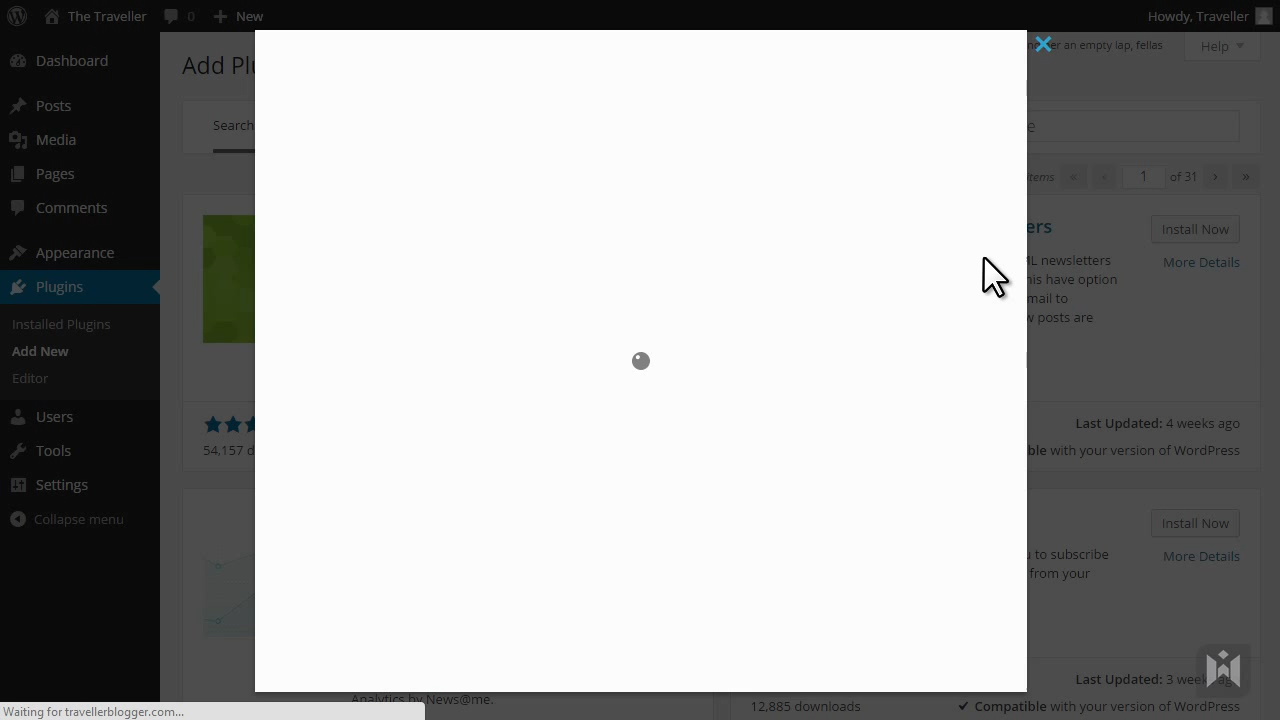 The Traveller
0
New
Howdy, Traveller
er an empty lap, fellas
Help
Dashboard
Posts
Media
Pages
Comments
Appearance
Plugins
Installed Plugins
Add New
Editor
Users
Tools
Settings
Collapse menu
Add Plu
Search
items
«
‹
1
of 31
›
»
ers
Install Now
More Details
newsletters
have option
mail to
posts are
Last Updated: 4 weeks ago
54,157 d
ble with your version of WordPress
Install Now
to subscribe
More Details
from your
Last Updated: 3 weeks ago
Analytics by News@me.
12,885 downloads
Compatible with your version of WordPress
Waiting for travellerblogger.com...